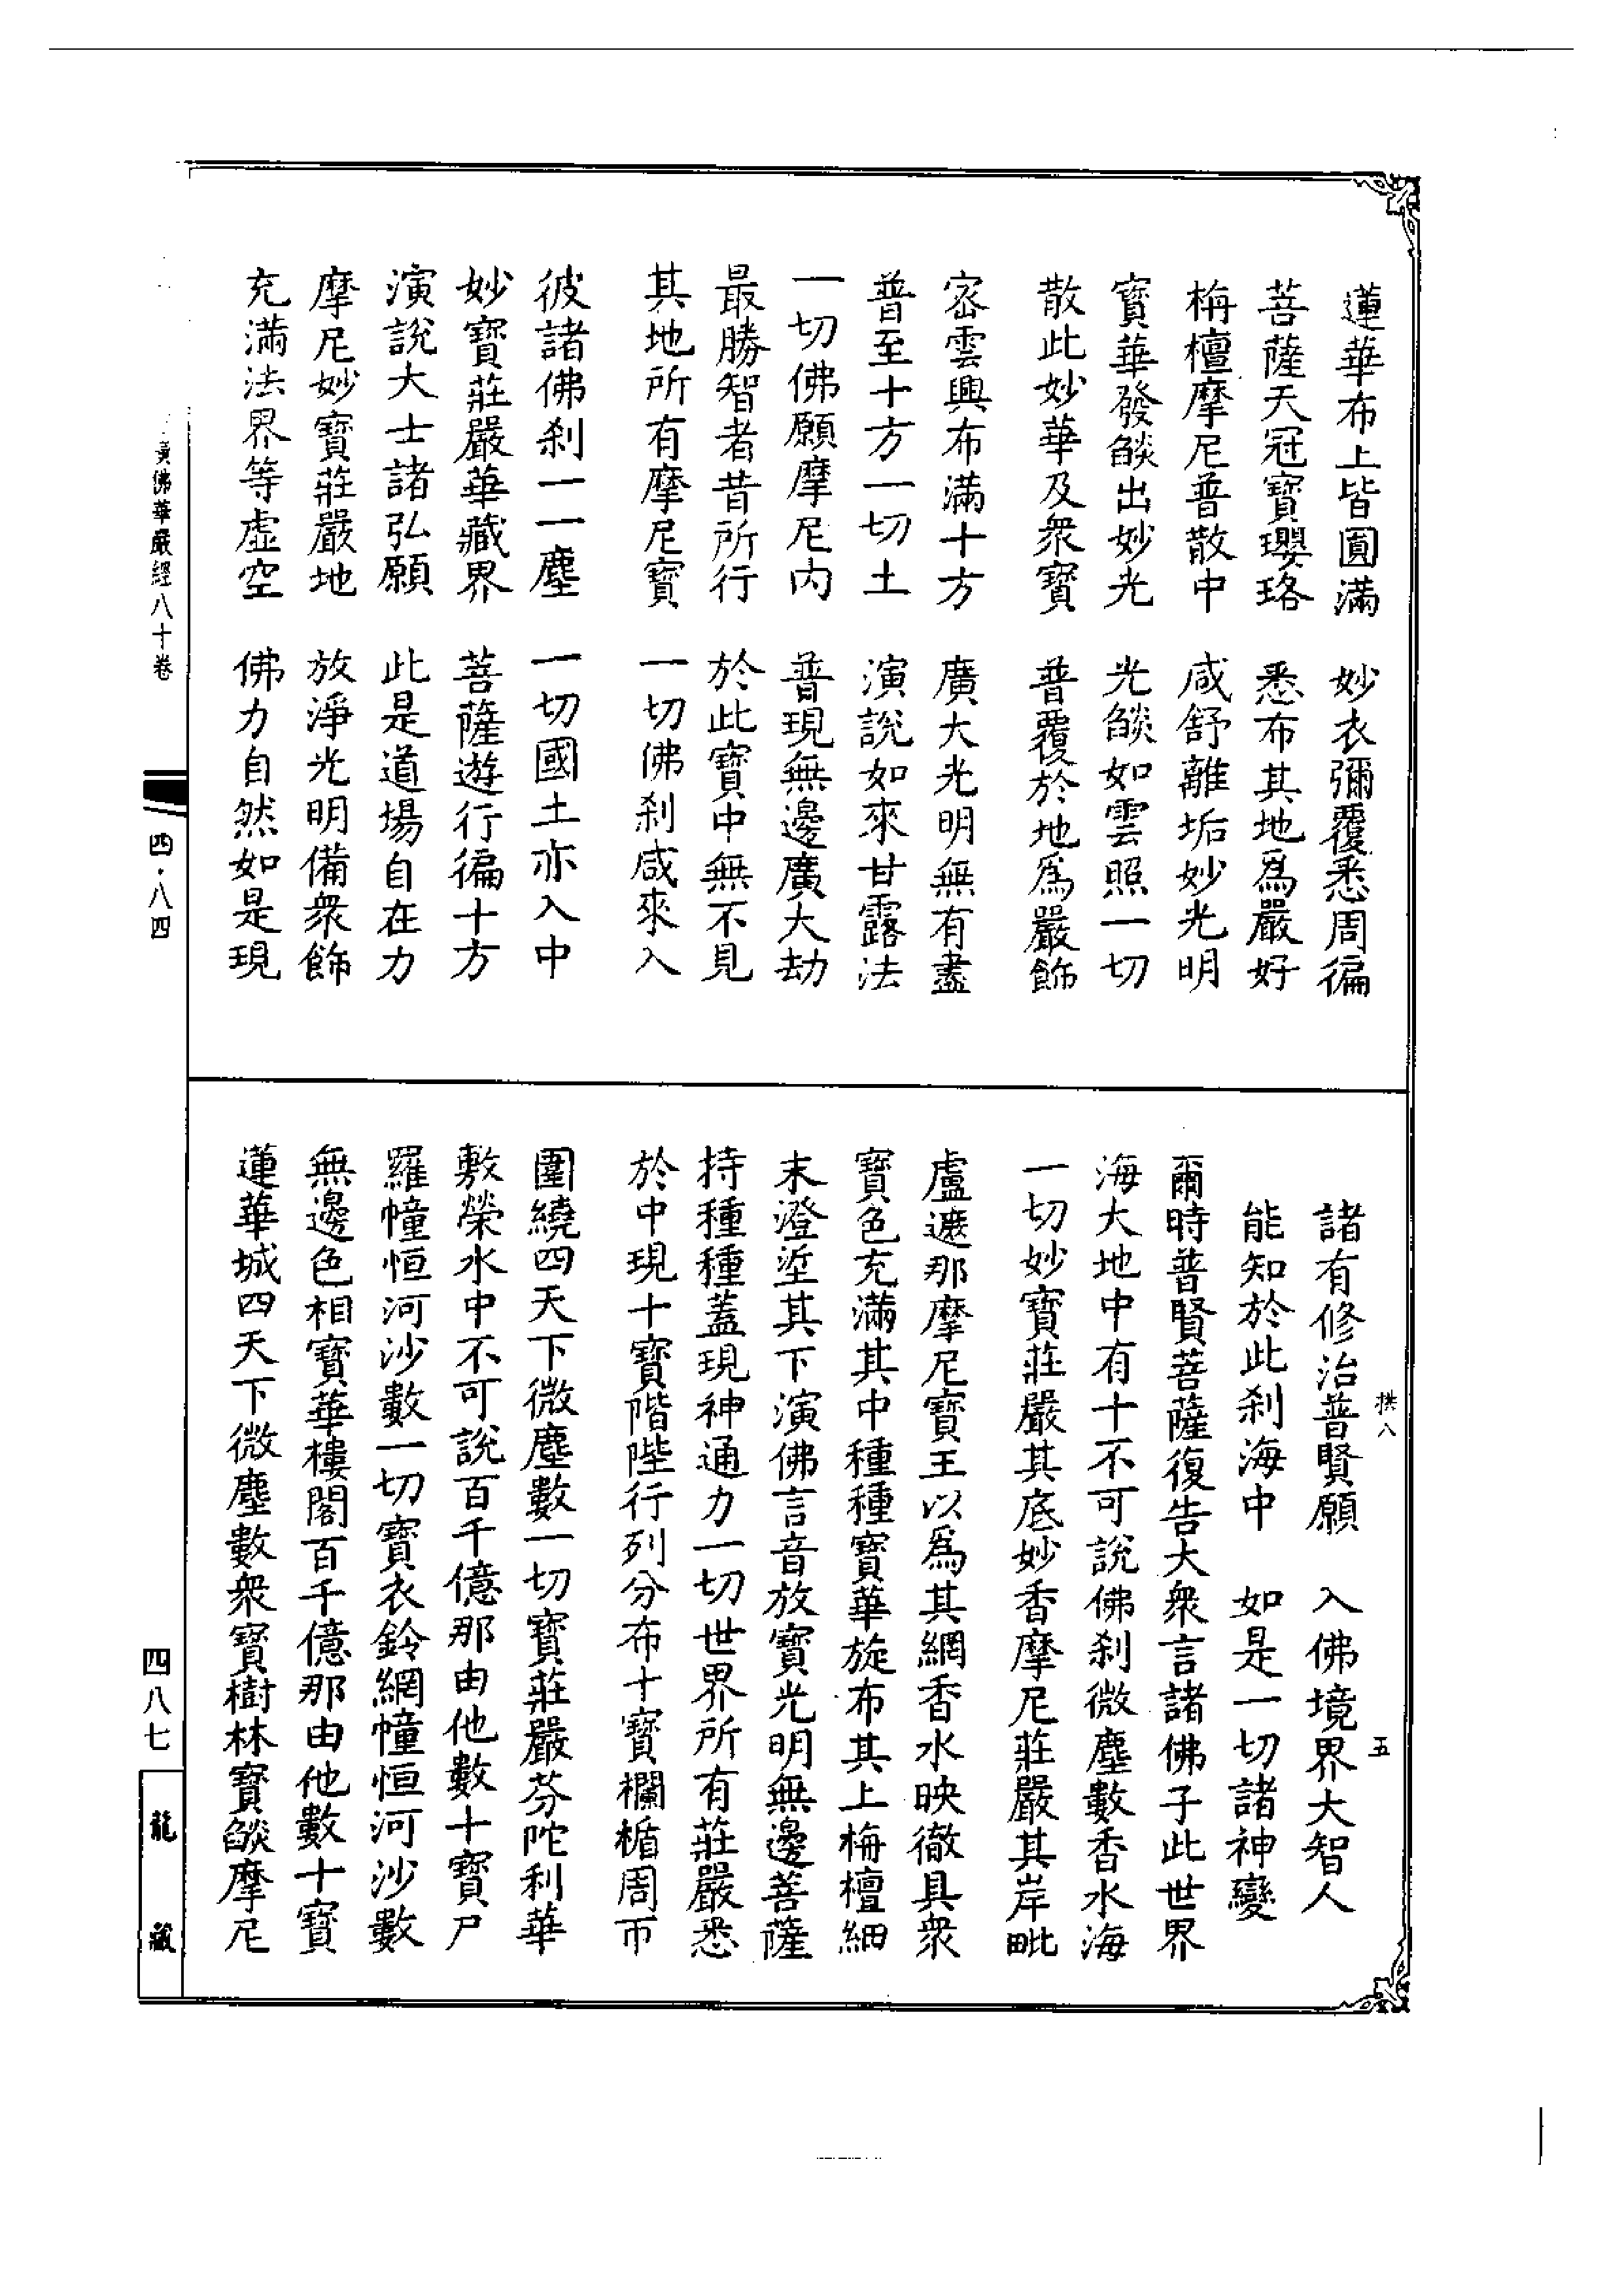 蓮華布上皆圓滿　妙衣彌覆悉周徧
菩薩天冠寶瓔珞　悉布其地爲嚴好
栴檀摩尼普散中　咸舒離垢妙光明
寶華發燄出妙光　光燄如雲照一切
散此妙華及衆寶　普覆於地爲嚴飾
密雲興布滿十方　廣大光明無有盡
普至十方一切土　演說如來甘露法
一切佛願摩尼内　普現無邊廣大劫
最勝智者昔所行　於此寶中無不見
其地所有摩尼寶　一切佛刹咸來入
彼諸佛刹一一塵　一切國土亦入中
妙寶莊嚴華藏界　菩薩遊行徧十方
演說大士諸弘願　此是道場自在力
摩尼妙寶莊嚴地　放淨光明備衆飾
充滿法界等虛空　佛力自然如是現
諸有修治普賢願　入佛境界大智人
能知於此刹海中　如是一切諸神變
爾時普賢菩薩復告大衆言諸佛子此世界
海大地中有十不可說佛刹微塵數香水海
一切妙寶莊嚴其底妙香摩尼莊嚴其岸毗
盧遮那摩尼寶王以爲其網香水映徹具衆
寶色充滿其中種種寶華旋布其上栴檀細
末澄垽其下演佛言音放寶光明無邊菩薩
持種種蓋現神通力一切世界所有莊嚴悉
於中現十寶階陛行列分布十寶欄楯周帀
圍繞四天下微塵數一切寶莊嚴芬陀利華
敷榮水中不可說百千億那由他數十寶尸
羅幢恒河沙數一切寶衣鈴網幢恒河沙數
無邊色相寶華樓閣百千億那由他數十寶
蓮華城四天下微塵數衆寶樹林寶燄摩尼
拱八
五
佛華嚴經八十卷
四·八四
四八七
龍藏